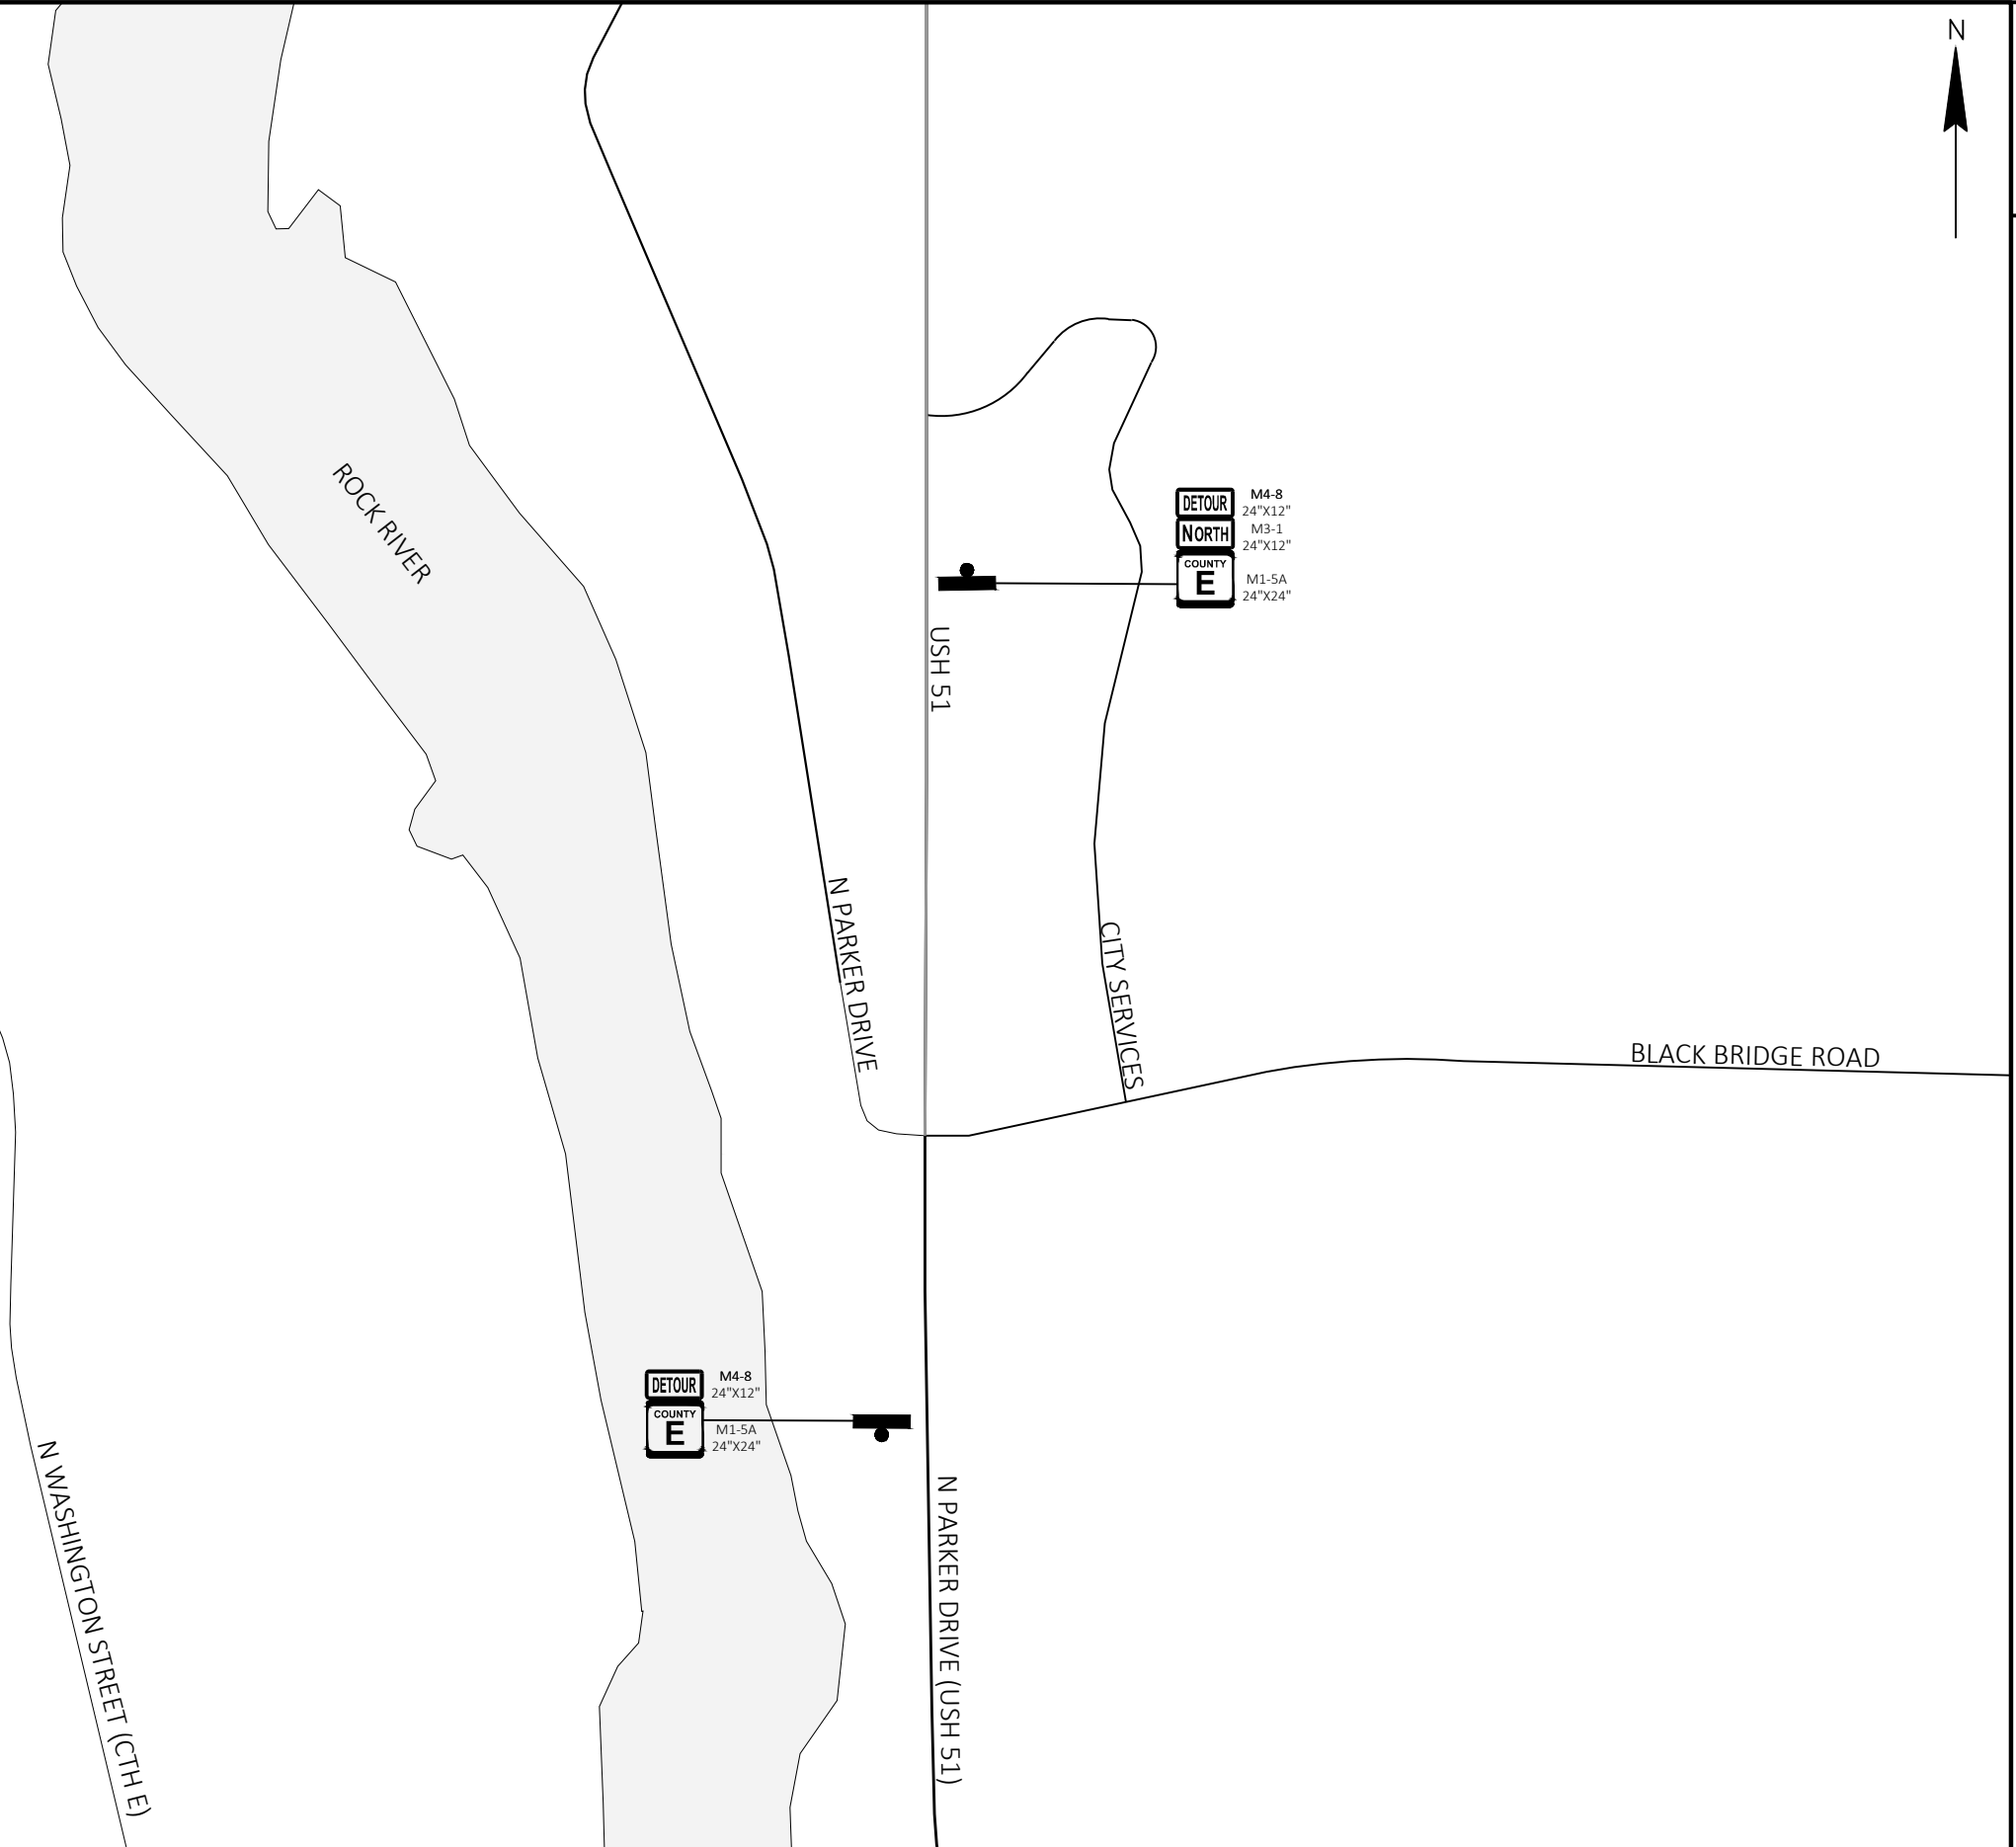 N
ROCK RIVER
DETOUR
M4-8
24"X12"
NORTH
M3-1
24"X12"
COUNTY
E
M1-5A
24"X24"
USH 51
N PARKER DRIVE
CITY SERVICES
BLACK BRIDGE ROAD
DETOUR
M4-8
24"X12"
COUNTY
E
M1-5A
24"X24"
N WASHINGTON STREET (CTH E)
N PARKER DRIVE (USH 51)